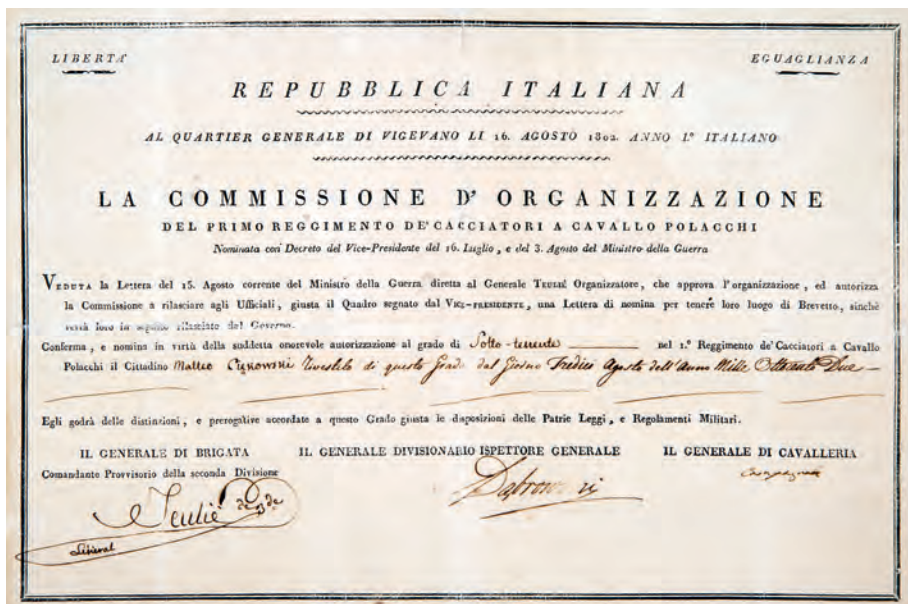 LIBERTA' EGUAGLIANZA
REPUBBLICA ITALIANA
AL QUARTIER GENERALE DI VIGEVANO LI 16. AGOSTO 1802. ANNO I.º ITALIANO
LA COMMISSIONE D'ORGANIZZAZIONE
DEL PRIMO REGGIMENTO DE' CACCIATORI A CAVALLO POLACCHI
Nominata con Decreto del Vice-Presidente del 16. Luglio, e del 3. Agosto del Ministro della Guerra
VEDUTA la Lettera del 15. Agosto corrente del Ministro della Guerra diretta al Generale TEULIÉ Organizzatore, che approva l'organizzazione, ed autorizza
la Commissione a rilasciare agli Ufficiali, giusta il Quadro segnato dal VICE-PRESIDENTE, una Lettera di nomina per tenere loro luogo di Brevetto, sinchè
verrà loro in seguito rilasciato dal Governo.
Conferma, e nomina in virtù della suddetta onorevole autorizzazione al grado di Sotto-tenente nel 1.º Reggimento de' Cacciatori a Cavallo
Polacchi il Cittadino Matteo Cignowski Rivestito di questo Grado dal Giorno Tredici Agosto dell'Anno Mille Ottocento Due
Egli godrà delle distinzioni, e prerogative accordate a questo Grado giusta le disposizioni delle Patrie Leggi, e Regolamenti Militari.
IL GENERALE DI BRIGATA IL GENERALE DIVISIONARIO ISPETTORE GENERALE IL GENERALE DI CAVALLERIA
Comandante Provvisorio della seconda Divisione
Teulié Dabrowski